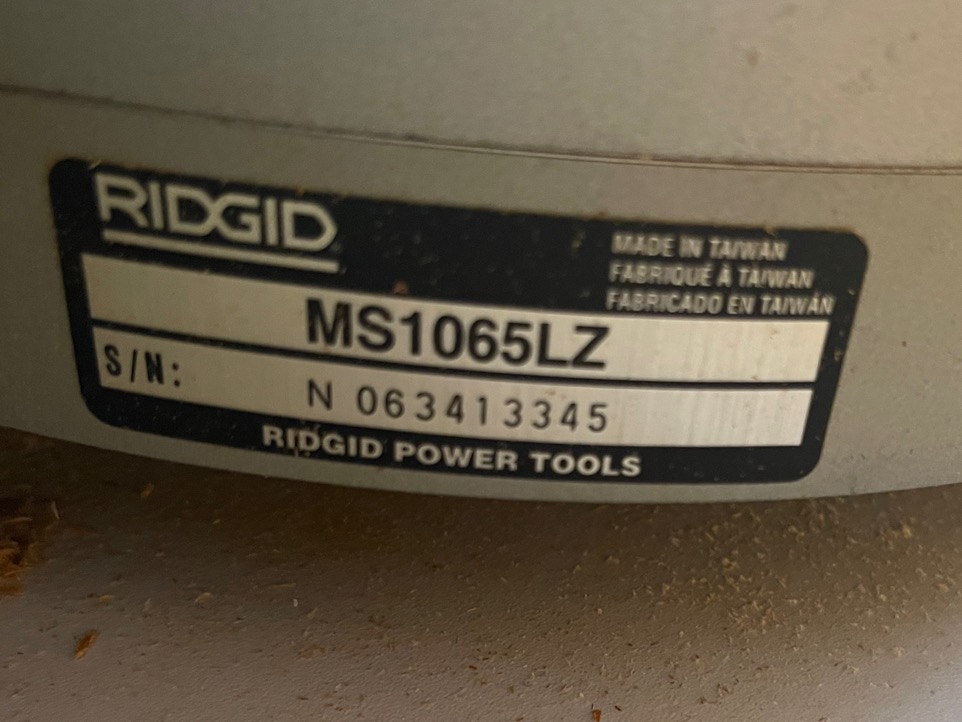 RIDGID
MADE IN TAIWAN
FABRIQUÉ À TAIWAN
FABRICADO EN TAIWÁN
MS1065LZ
S/N: N 063413345
RIDGID POWER TOOLS